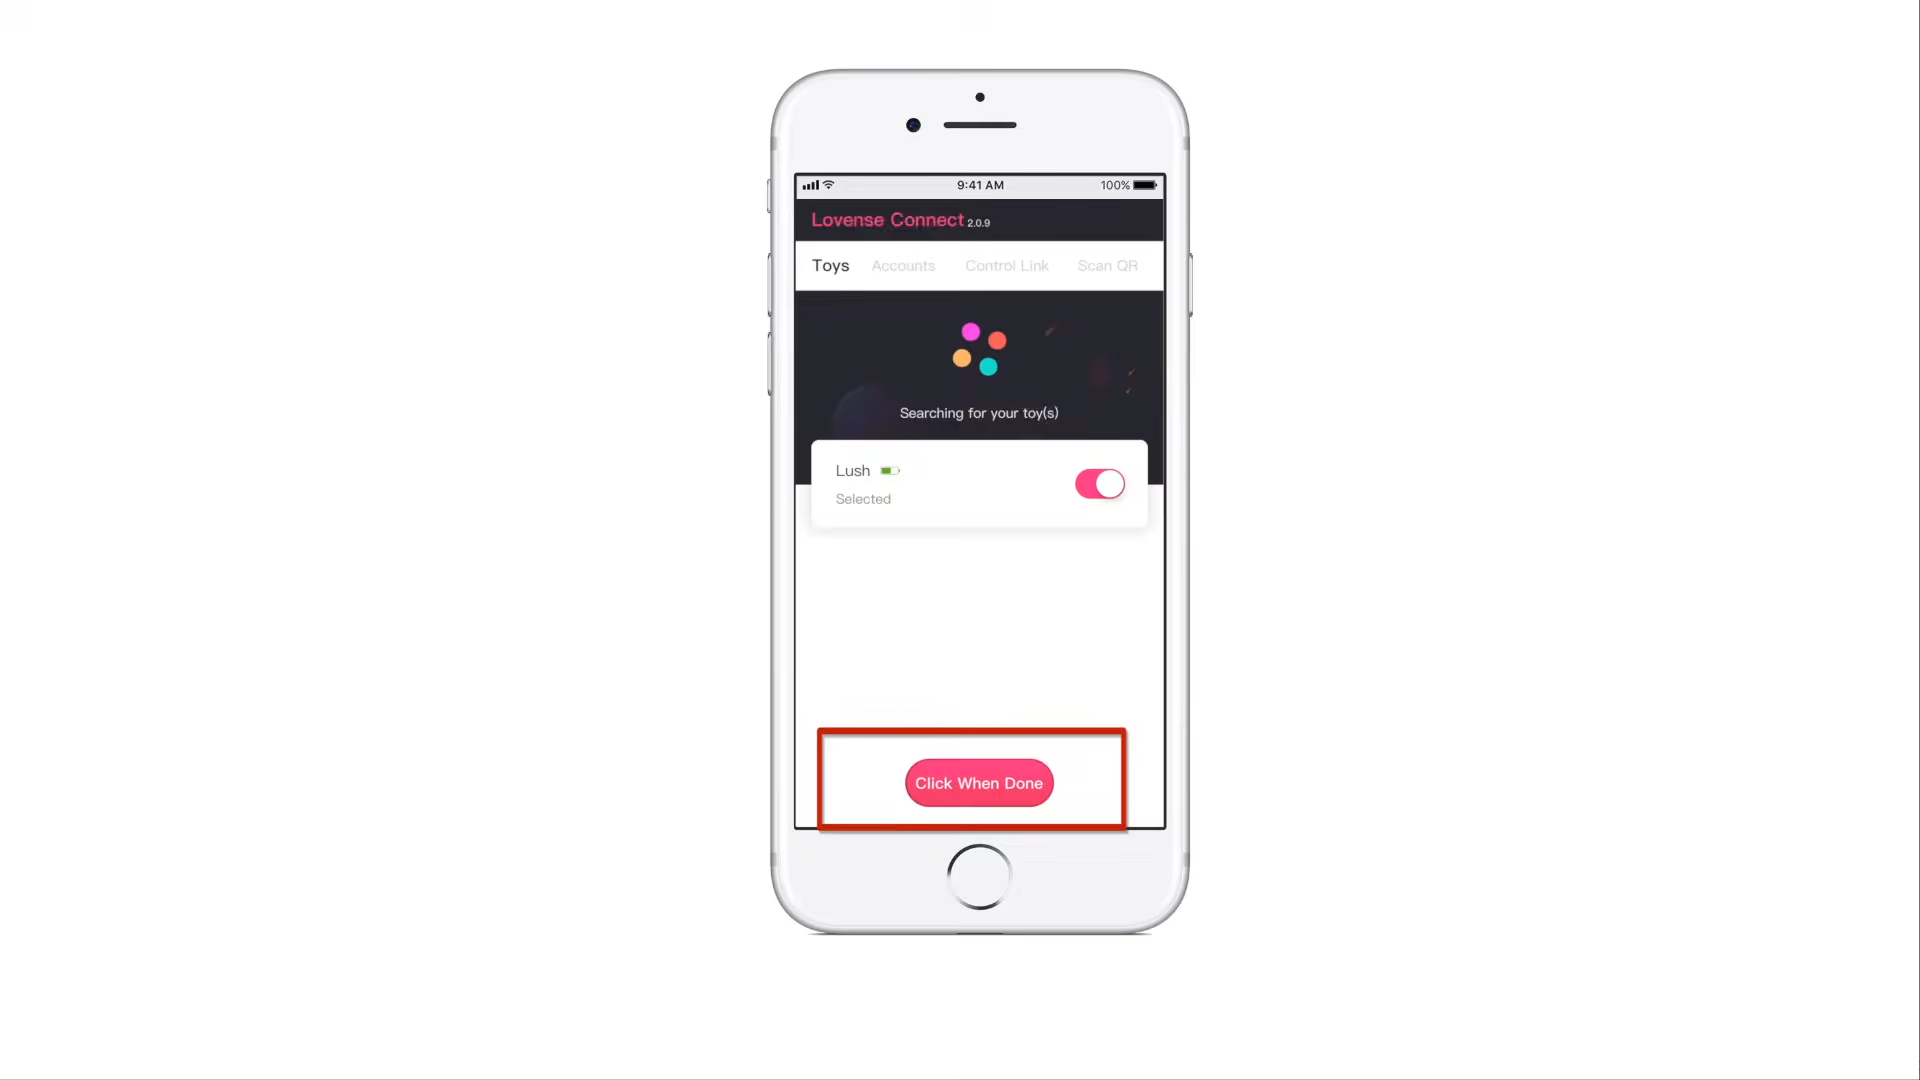 9:41 AM 100%
Lovense Connect 2.0.9
Toys Accounts Control Link Scan QR
Searching for your toy(s)
Lush
Selected
Click When Done